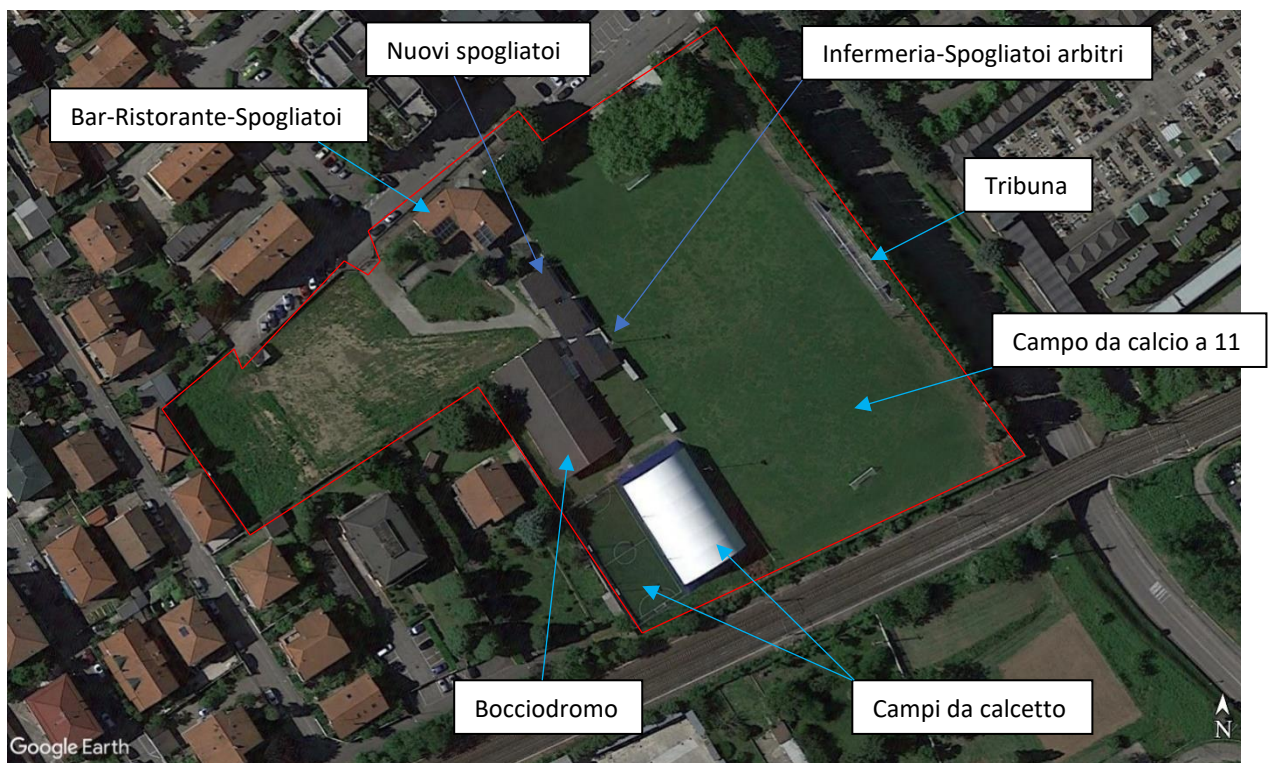 Nuovi spogliatoi
Infermeria-Spogliatoi arbitri
Bar-Ristorante-Spogliatoi
Tribuna
Campo da calcio a 11
Bocciodromo
Campi da calcetto
N
Google Earth